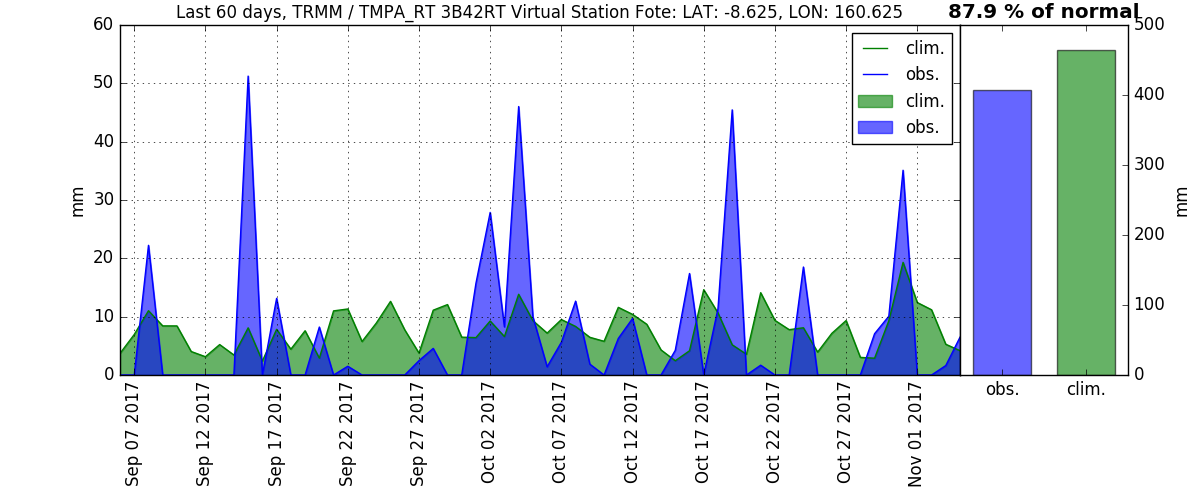 Last 60 days, TRMM / TMPA_RT 3B42RT Virtual Station Fote: LAT: -8.625, LON: 160.625
87.9 % of normal
60
50
40
30
20
10
0
mm
clim.
obs.
clim.
obs.
500
400
300
200
100
0
mm
Sep 07 2017
Sep 12 2017
Sep 17 2017
Sep 22 2017
Sep 27 2017
Oct 02 2017
Oct 07 2017
Oct 12 2017
Oct 17 2017
Oct 22 2017
Oct 27 2017
Nov 01 2017
obs.
clim.